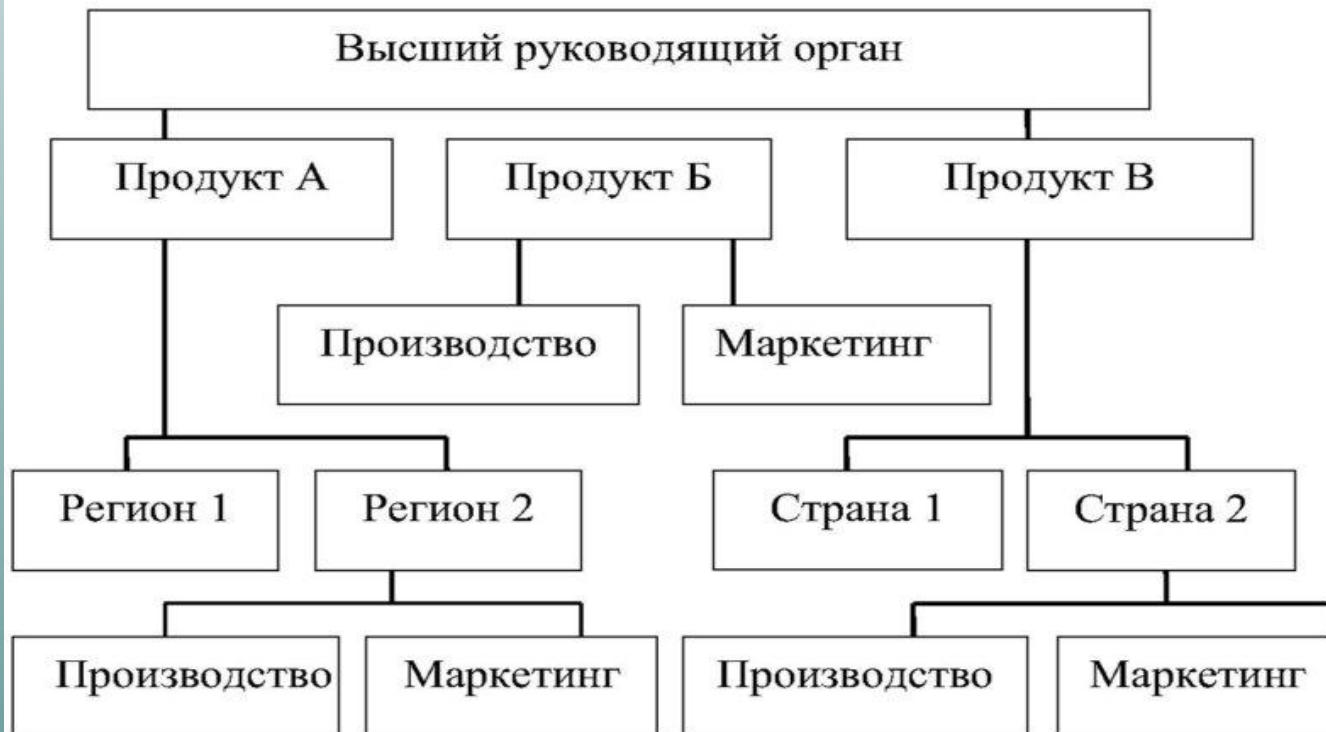 Высший руководящий орган
Продукт А
Продукт Б
Продукт В
Производство
Маркетинг
Регион 1
Регион 2
Страна 1
Страна 2
Производство
Маркетинг
Производство
Маркетинг